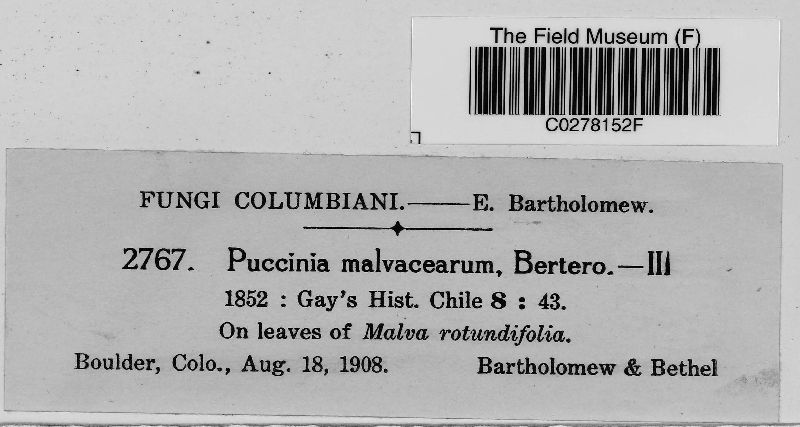 The Field Museum (F)
C0278152F
FUNGI COLUMBIANI.——E. Bartholomew.
2767. Puccinia malvacearum, Bertero.—III
1852 : Gay's Hist. Chile 8 : 43.
On leaves of Malva rotundifolia.
Boulder, Colo., Aug. 18, 1908. Bartholomew & Bethel